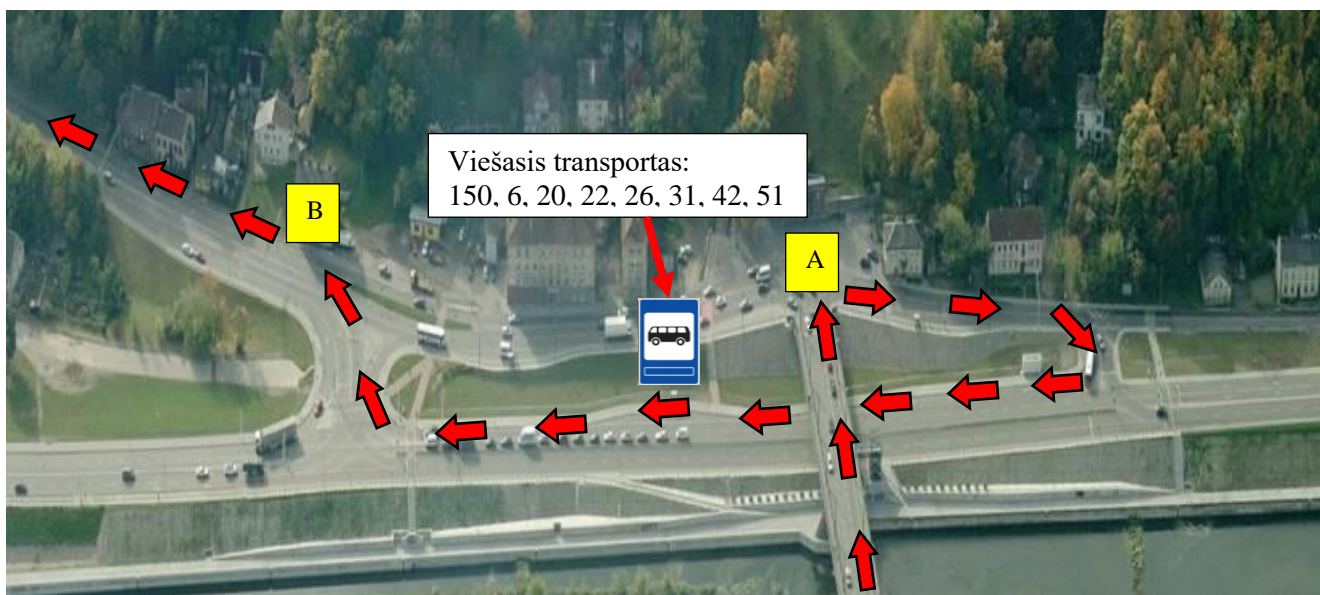 Viešasis transportas:
150, 6, 20, 22, 26, 31, 42, 51
B
A